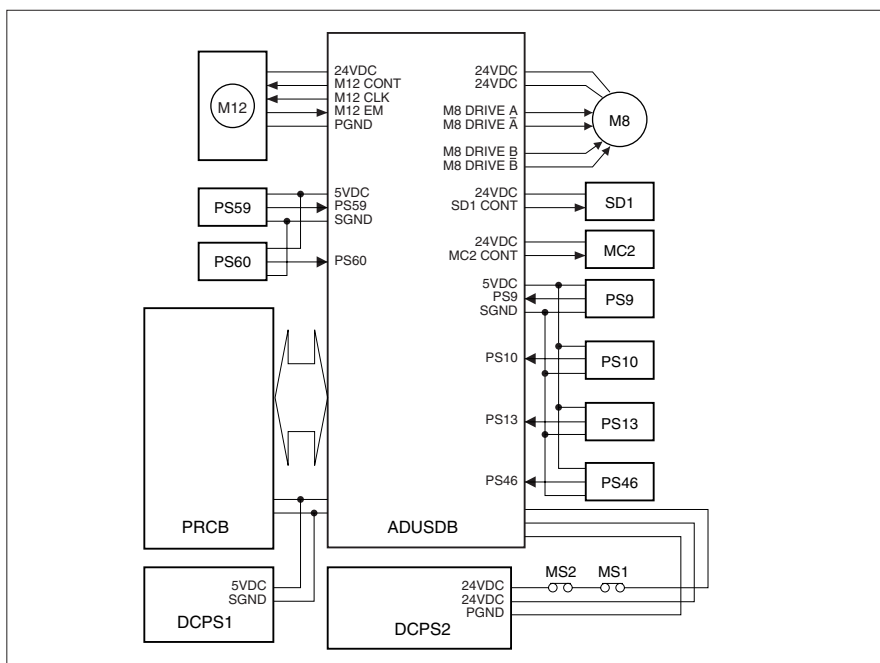 M12
24VDC
M12 CONT
M12 CLK
M12 EM
PGND
PS59
5VDC
PS59
SGND
PS60
PS60
PRCB
5VDC
SGND
DCPS1
ADUSDB
24VDC
24VDC
M8 DRIVE A
M8 DRIVE A̅
M8 DRIVE B
M8 DRIVE B̅
M8
24VDC
SD1 CONT
SD1
24VDC
MC2 CONT
MC2
5VDC
PS9
SGND
PS9
PS10
PS10
PS13
PS13
PS46
PS46
24VDC
24VDC
PGND
DCPS2
MS2
MS1